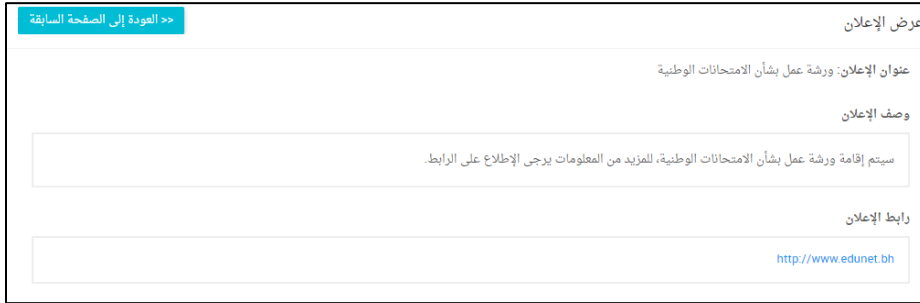 عرض الإعلان
<< العودة إلى الصفحة السابقة
عنوان الإعلان: ورشة عمل بشأن الامتحانات الوطنية
وصف الإعلان
سيتم إقامة ورشة عمل بشأن الامتحانات الوطنية، للمزيد من المعلومات يرجى الإطلاع على الرابط.
رابط الإعلان
http://www.edunet.bh